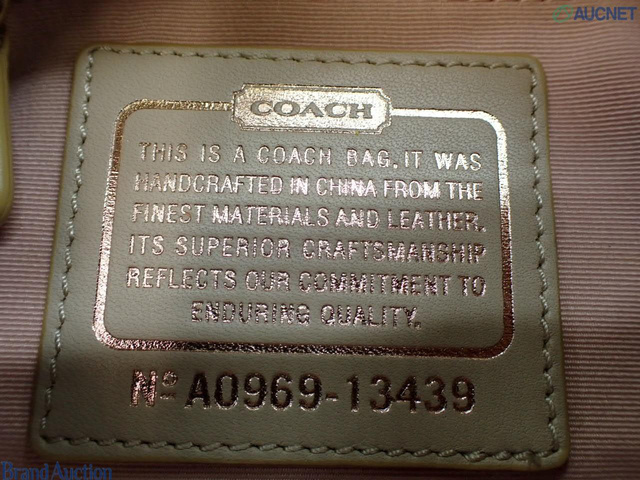 AUCNET
COACH
THIS IS A COACH BAG. IT WAS
HANDCRAFTED IN CHINA FROM THE
FINEST MATERIALS AND LEATHER.
ITS SUPERIOR CRAFTSMANSHIP
REFLECTS OUR COMMITMENT TO
ENDURING QUALITY.
Nº A0969-13439
Brand Auction